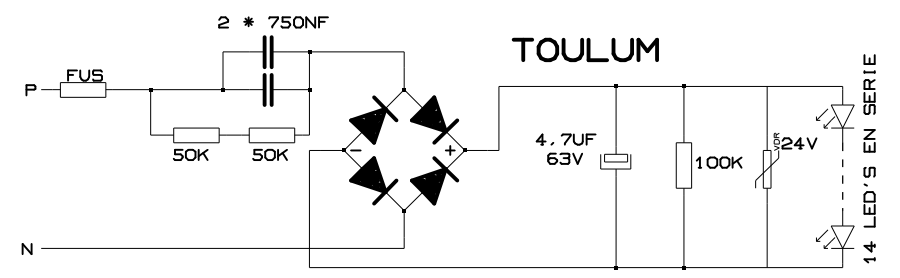 2 * 750NF
TOULUM
FUS
P
50K
50K
-
+
4.7UF
63V
100K
VDR
24V
14 LED'S EN SERIE
N